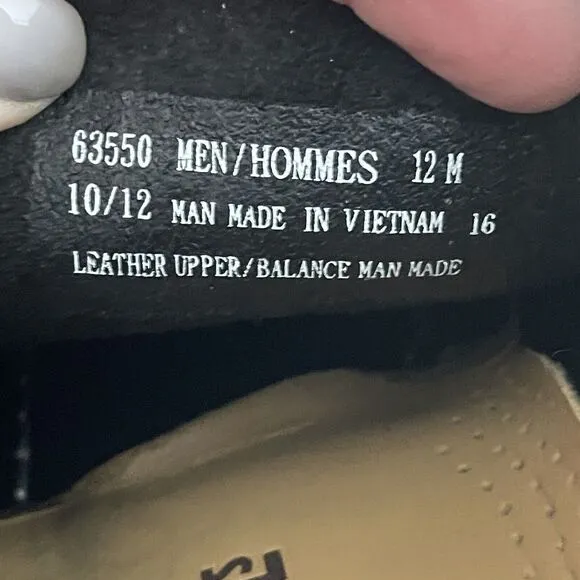 63550 MEN/HOMMES 12 M
10/12 MAN MADE IN VIETNAM 16
LEATHER UPPER/BALANCE MAN MADE